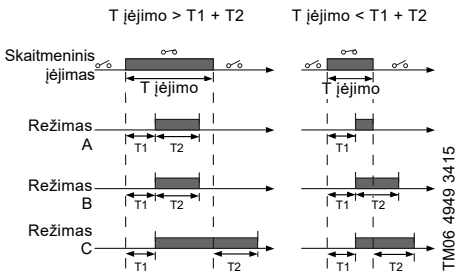 T įėjimo > T1 + T2
T įėjimo < T1 + T2
Skaitmeninis
įėjimas
T įėjimo
T įėjimo
Režimas
A
T1
T2
T1
T2
Režimas
B
T1
T2
T1
T2
Režimas
C
T1
T2
T1
T2
TM06 4949 3415